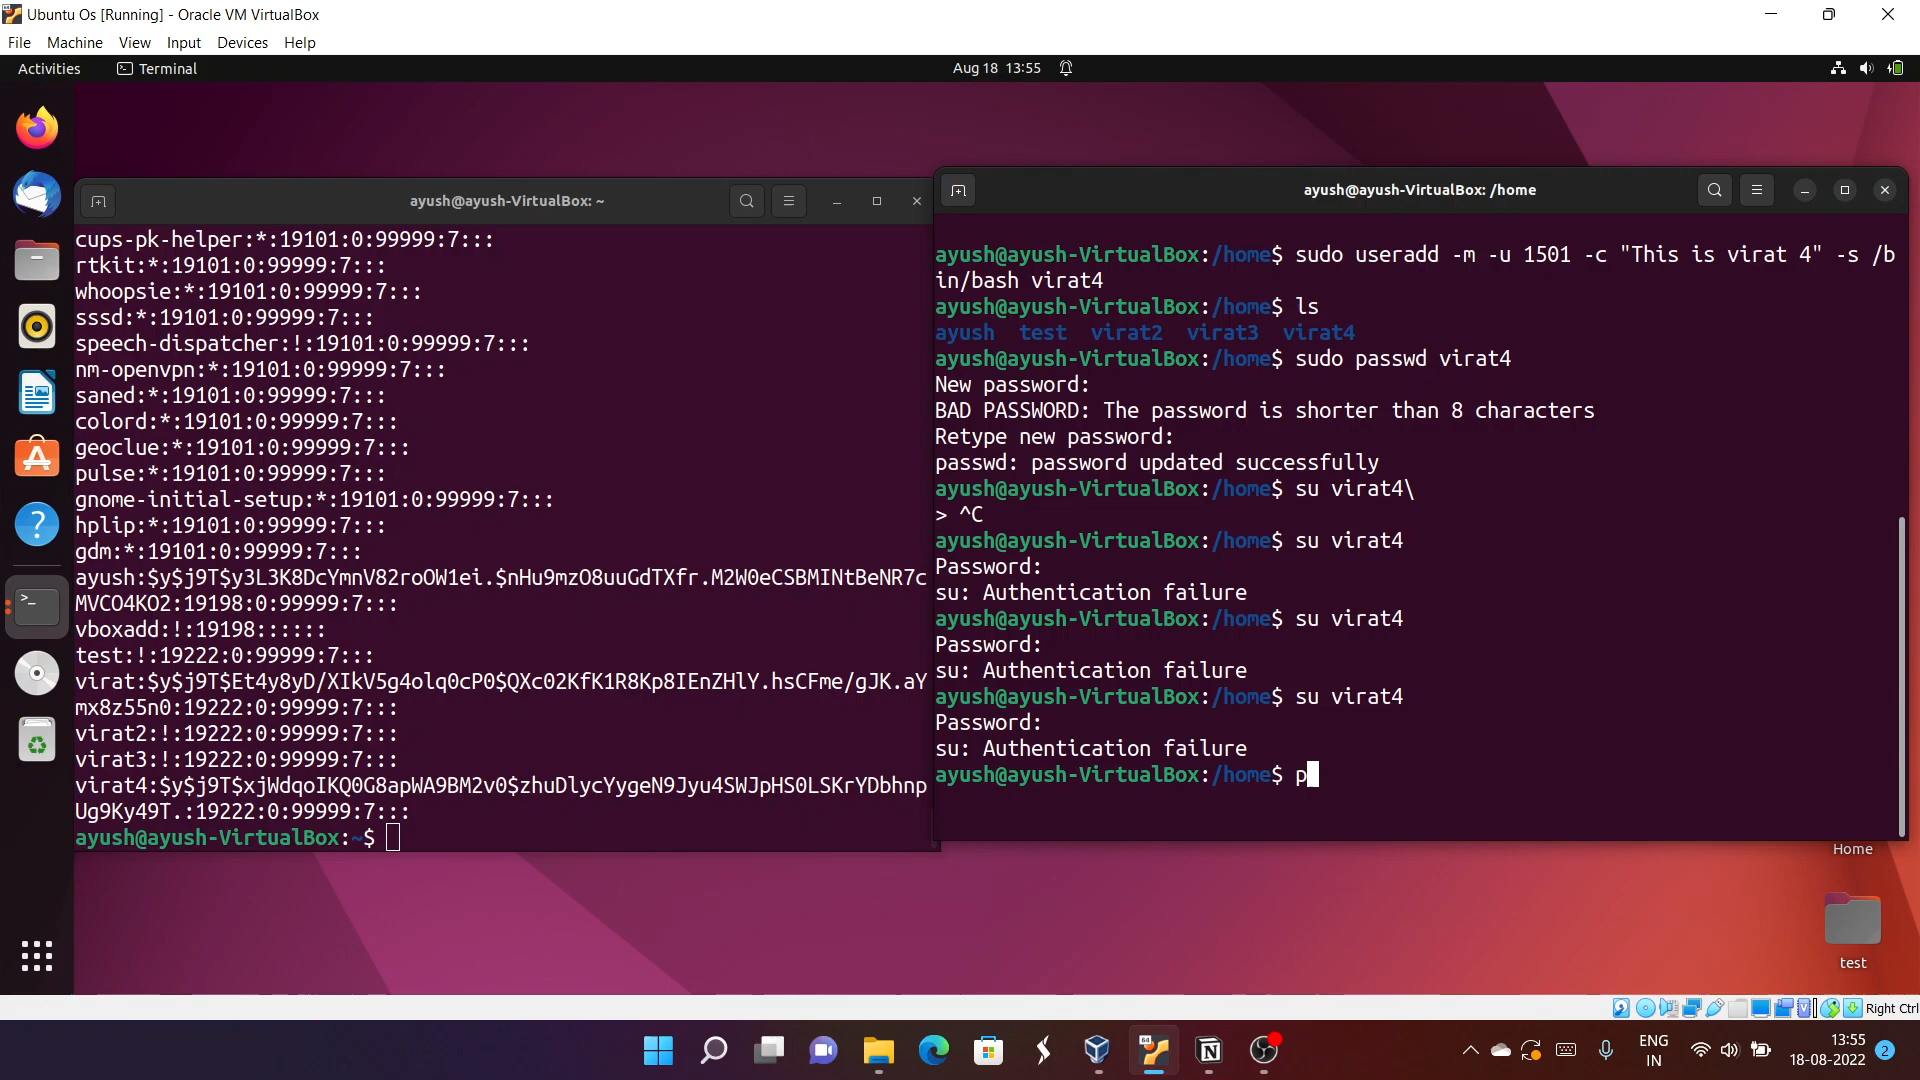 Ubuntu Os [Running] - Oracle VM VirtualBox
File Machine View Input Devices Help
Activities Terminal Aug 18 13:55
ayush@ayush-VirtualBox: ~
cups-pk-helper:*:19101:0:99999:7:::
rtkit:*:19101:0:99999:7:::
whoopsie:*:19101:0:99999:7:::
sssd:*:19101:0:99999:7:::
speech-dispatcher:!:19101:0:99999:7:::
nm-openvpn:*:19101:0:99999:7:::
saned:*:19101:0:99999:7:::
colord:*:19101:0:99999:7:::
geoclue:*:19101:0:99999:7:::
pulse:*:19101:0:99999:7:::
gnome-initial-setup:*:19101:0:99999:7:::
hplip:*:19101:0:99999:7:::
gdm:*:19101:0:99999:7:::
ayush:$y$j9T$y3L3K8DcYmnV82roOW1ei.$nHu9mzO8uuGdTXfr.M2W0eCSBMINtBeNR7c
MVCO4KO2:19198:0:99999:7:::
vboxadd:!:19198::::::
test:!:19222:0:99999:7:::
virat:$y$j9T$Et4y8yD/XIkV5g4olq0cP0$QXc02KfK1R8Kp8IEnZHlY.hsCFme/gJK.aY
mx8z55n0:19222:0:99999:7:::
virat2:!:19222:0:99999:7:::
virat3:!:19222:0:99999:7:::
virat4:$y$j9T$xjWdqoIKQ0G8apWA9BM2v0$zhuDlycYygeN9Jyu4SWJpHS0LSKrYDbhnp
Ug9Ky49T.:19222:0:99999:7:::
ayush@ayush-VirtualBox:~$
ayush@ayush-VirtualBox: /home
ayush@ayush-VirtualBox:/home$ sudo useradd -m -u 1501 -c "This is virat 4" -s /b
in/bash virat4
ayush@ayush-VirtualBox:/home$ ls
ayush test virat2 virat3 virat4
ayush@ayush-VirtualBox:/home$ sudo passwd virat4
New password:
BAD PASSWORD: The password is shorter than 8 characters
Retype new password:
passwd: password updated successfully
ayush@ayush-VirtualBox:/home$ su virat4\
> ^C
ayush@ayush-VirtualBox:/home$ su virat4
Password:
su: Authentication failure
ayush@ayush-VirtualBox:/home$ su virat4
Password:
su: Authentication failure
ayush@ayush-VirtualBox:/home$ su virat4
Password:
su: Authentication failure
ayush@ayush-VirtualBox:/home$ p
Home
test
Right Ctrl
ENG
IN
13:55
18-08-2022
2